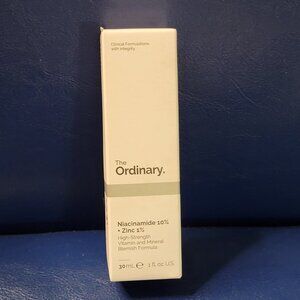 Clinical Formulations
with Integrity.
The
Ordinary.
Niacinamide 10%
+ Zinc 1%
High-Strength
Vitamin and Mineral
Blemish Formula
30mL ℮ 1 fl oz US